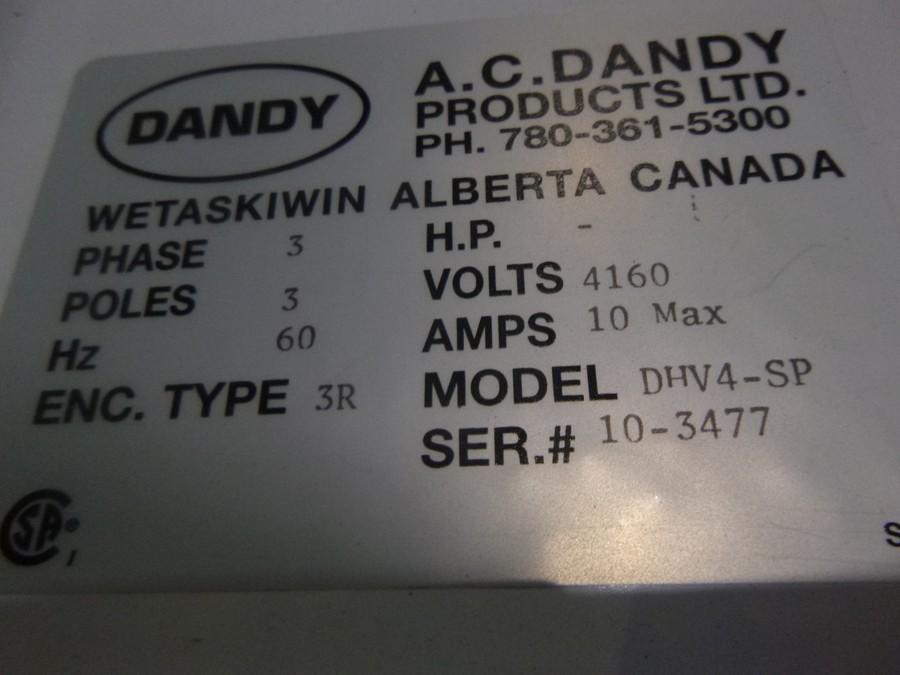 DANDY
A.C.DANDY
PRODUCTS LTD.
PH. 780-361-5300
WETASKIWIN ALBERTA CANADA
PHASE 3
H.P. -
POLES 3
VOLTS 4160
Hz 60
AMPS 10 Max
ENC. TYPE 3R
MODEL DHV4-SP
SER.# 10-3477
SA ®